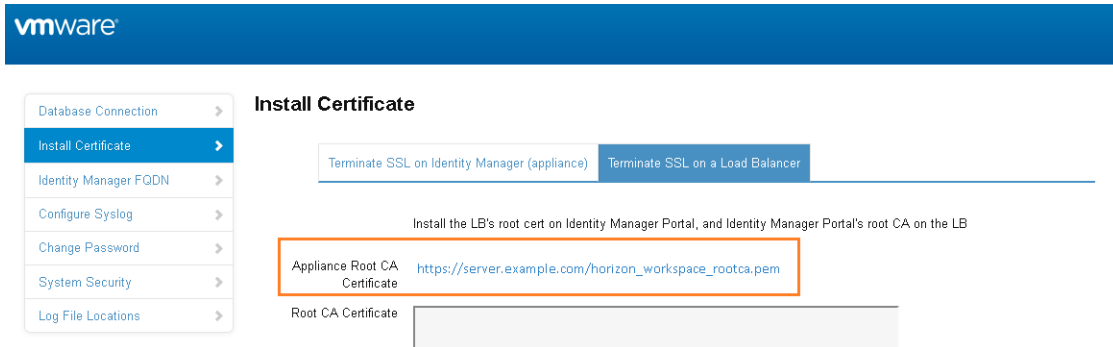 vmware
Database Connection
Install Certificate
Identity Manager FQDN
Configure Syslog
Change Password
System Security
Log File Locations
Install Certificate
Terminate SSL on Identity Manager (appliance)
Terminate SSL on a Load Balancer
Install the LB's root cert on Identity Manager Portal, and Identity Manager Portal's root CA on the LB
Appliance Root CA
Certificate
https://server.example.com/horizon_workspace_rootca.pem
Root CA Certificate